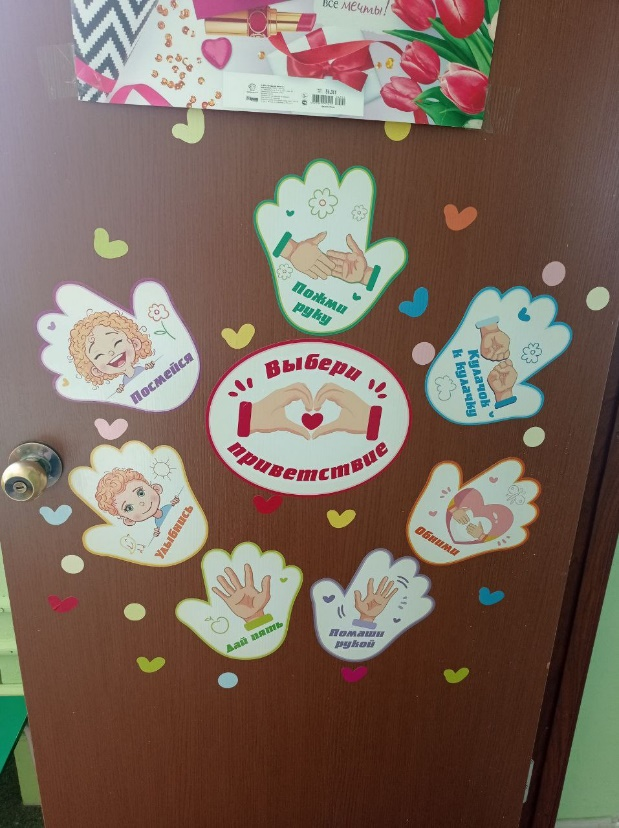 все мечты!
Пожми
руку
Посмейся
Выбери
приветствие
Кулачок
к кулачку
Улыбнись
Обними
Дай пять
Помаши
рукой